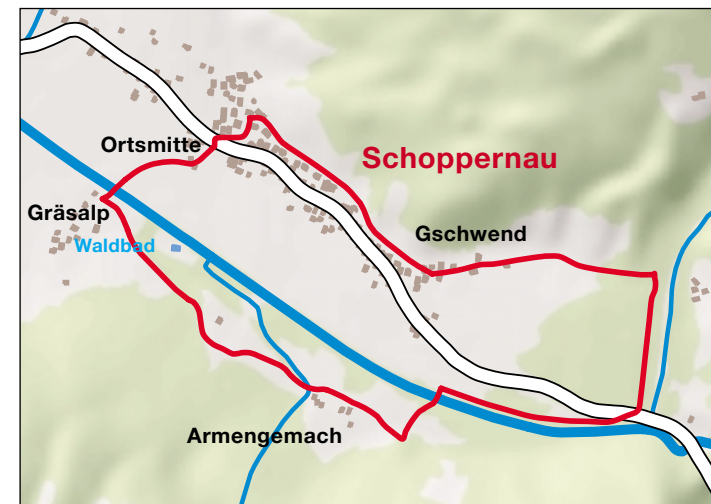 Ortsmitte
Schoppernau
Gräsalp
Gschwend
Waldbad
Armengemach